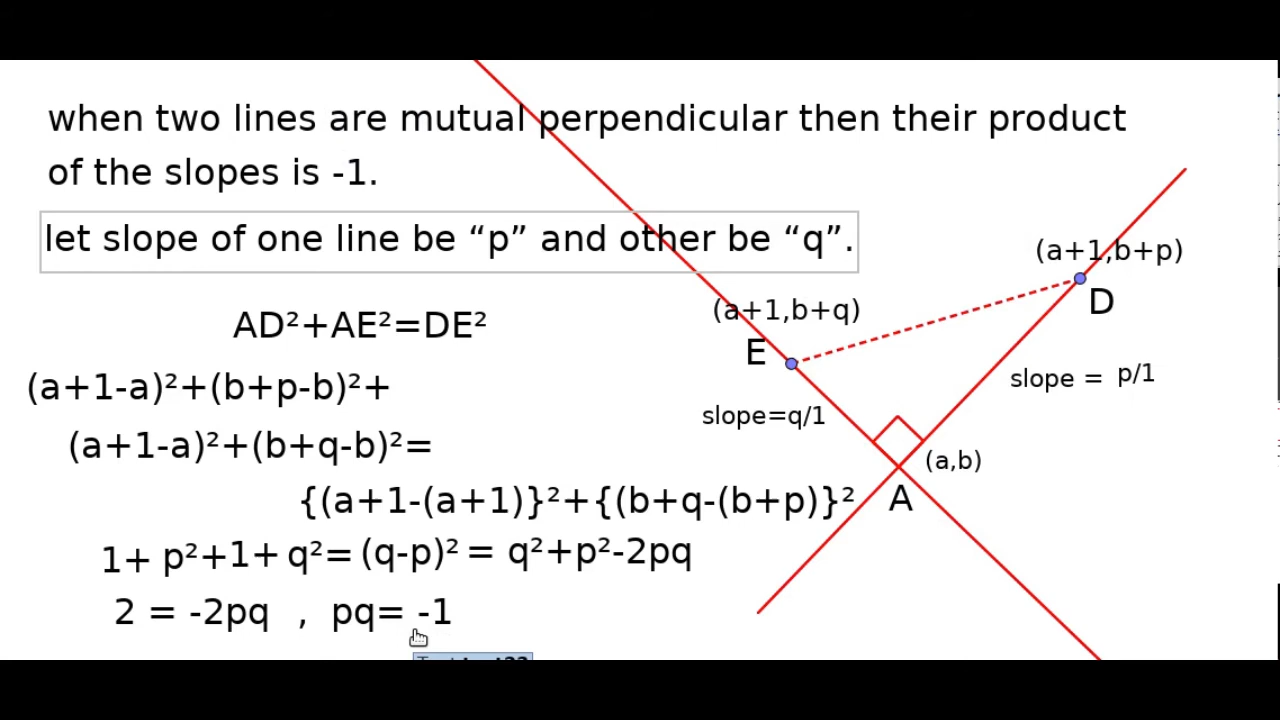 when two lines are mutual perpendicular then their product
of the slopes is -1.
let slope of one line be “p” and other be “q”.
AD²+AE²=DE²
(a+1-a)²+(b+p-b)²+
(a+1-a)²+(b+q-b)²=
{(a+1-(a+1)}²+{(b+q-(b+p)}²
1+ p²+1+ q²= (q-p)² = q²+p²-2pq
2 = -2pq , pq= -1
(a+1,b+p)
D
(a+1,b+q)
E
slope = p/1
slope=q/1
(a,b)
A